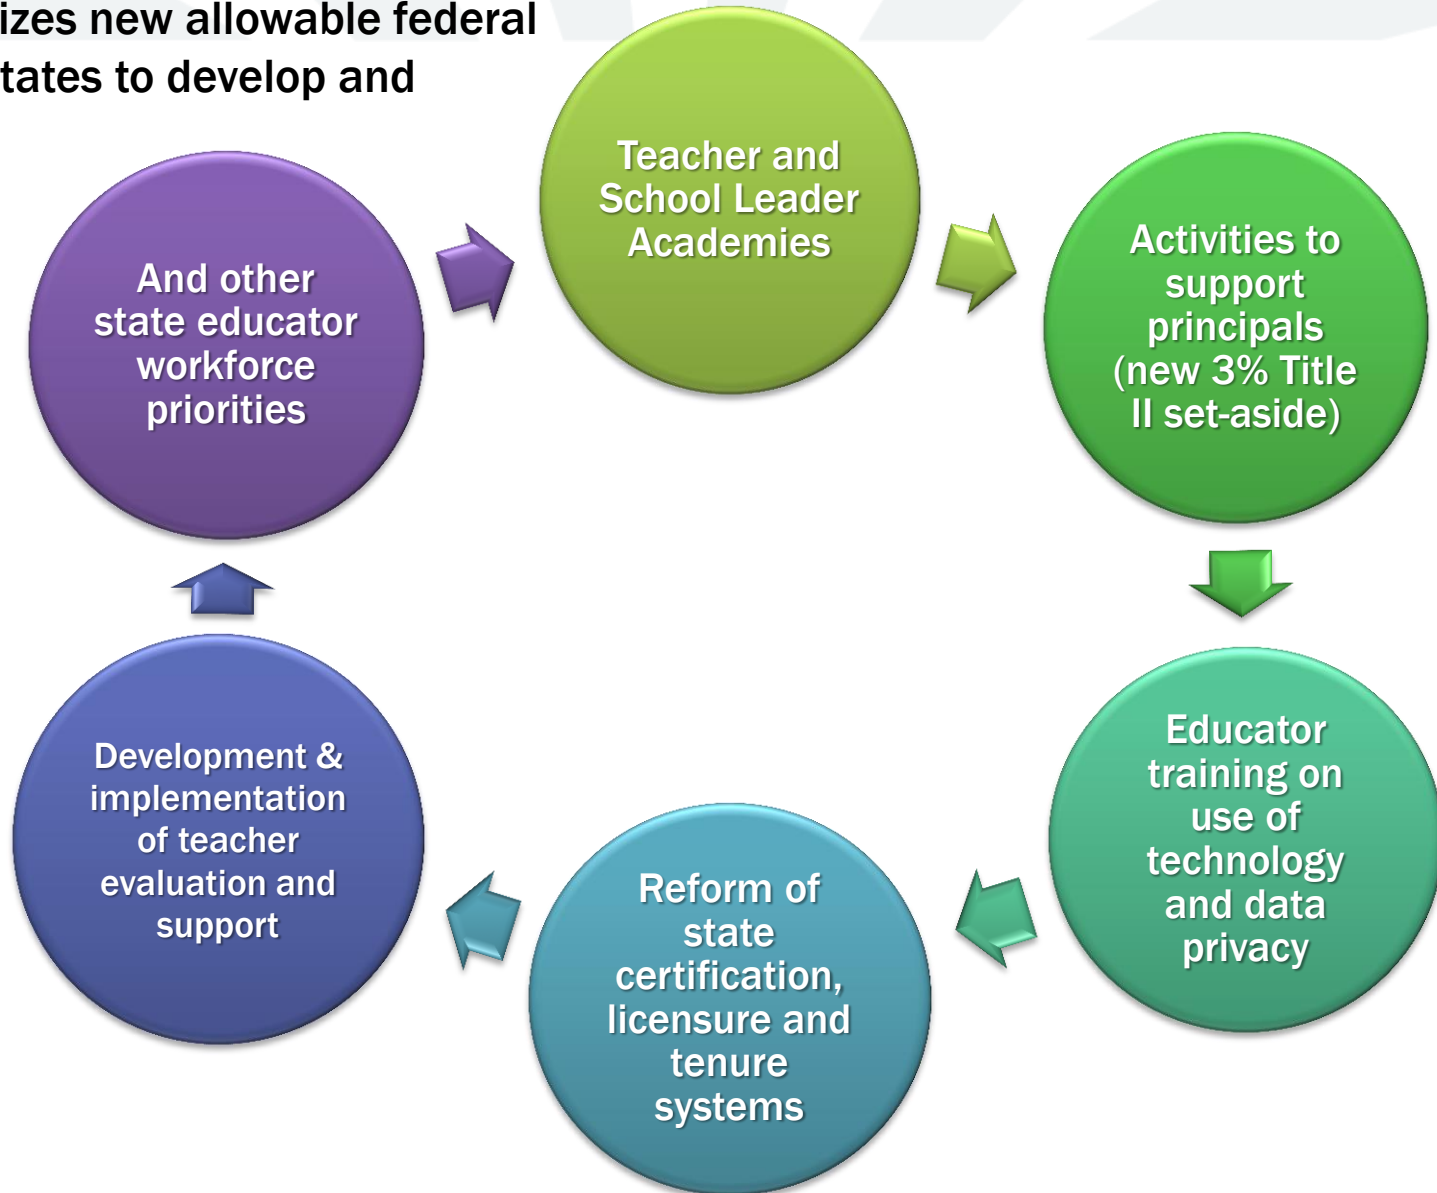 izes new allowable federal
tates to develop and
Teacher and
School Leader
Academies
Activities to
support
principals
(new 3% Title
II set-aside)
Educator
training on
use of
technology
and data
privacy
Reform of
state
certification,
licensure and
tenure
systems
Development &
implementation
of teacher
evaluation and
support
And other
state educator
workforce
priorities